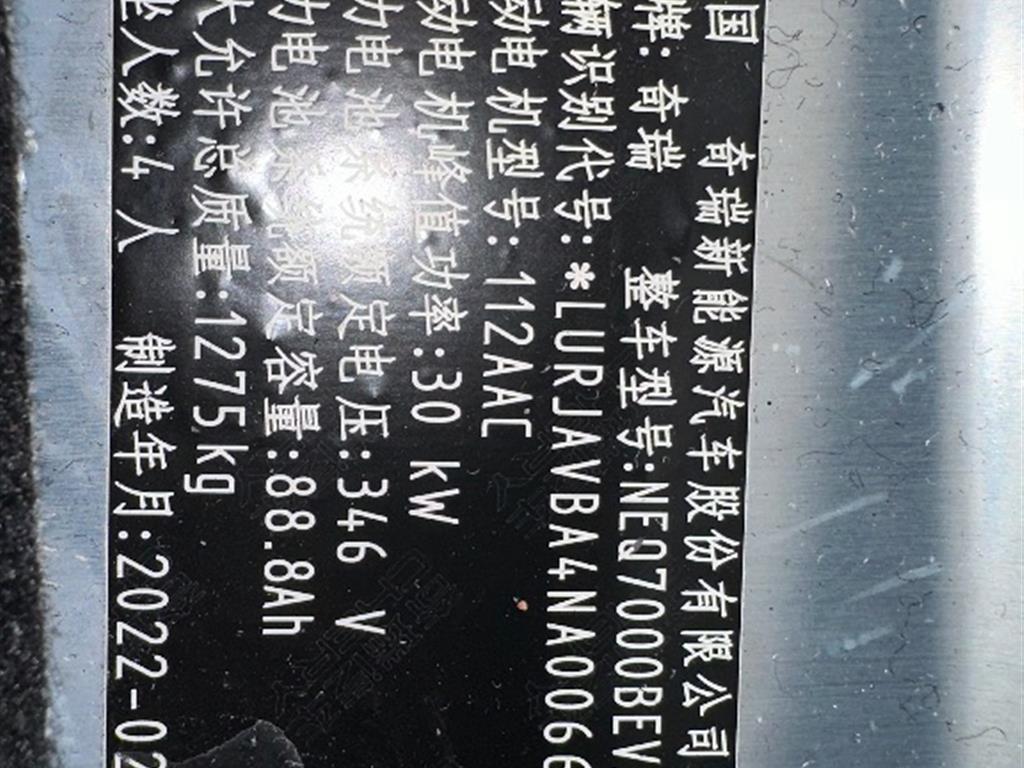 国 奇瑞新能源汽车股份有限公司
牌: 奇瑞 整车型号:NEQ7000BEV
辆识别代号:*LURJAVBA4NA006
动电机型号:112AAC
动电机峰值功率:30 kW
力电池系统额定电压:346 V
力电池系统额定容量:88.8Ah
大允许总质量:1275kg
坐人数:4 人 制造年月:2022-02